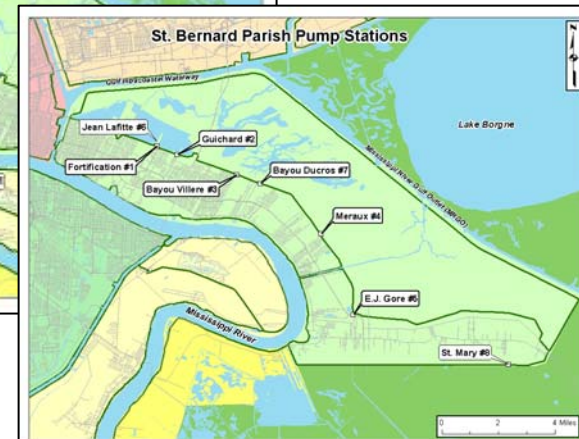 St. Bernard Parish Pump Stations
N
Gulf Intracoastal Waterway
Lake Borgne
Jean Lafitte #6
Guichard #2
Fortification #1
Bayou Villere #3
Bayou Ducros #7
Mississippi River Gulf Outlet (MRGO)
Meraux #4
E.J. Gore #5
Mississippi River
St. Mary #8
0 2 4 Miles